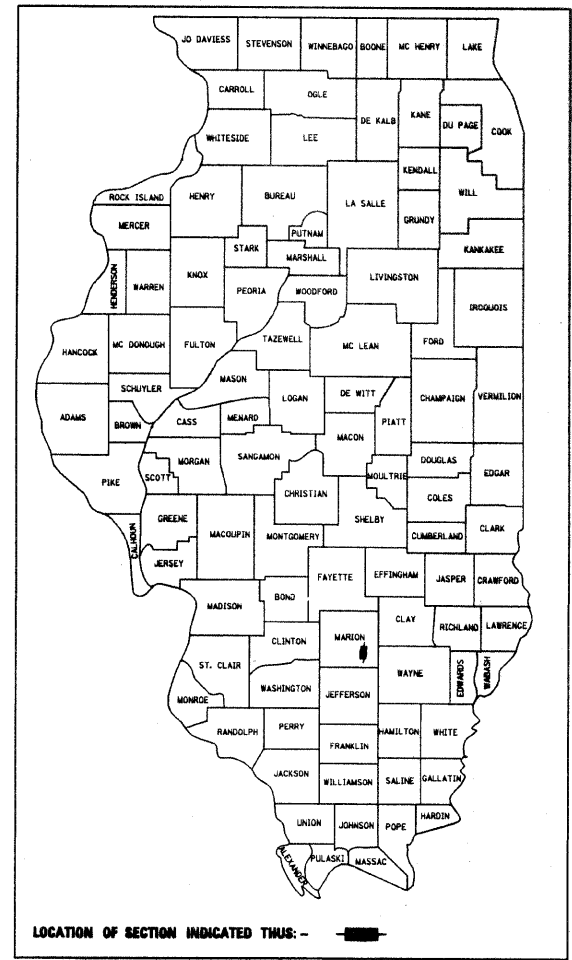 JO DAVIESS STEVENSON WINNEBAGO BOONE MC HENRY LAKE
CARROLL OGLE
DE KALB KANE DU PAGE COOK
WHITESIDE LEE
KENDALL WILL
ROCK ISLAND HENRY BUREAU LA SALLE
GRUNDY
MERCER PUTNAM
STARK MARSHALL KANKAKEE
HENDERSON WARREN KNOX PEORIA WOODFORD LIVINGSTON
IROQUOIS
HANCOCK MC DONOUGH FULTON TAZEWELL MC LEAN FORD
SCHUYLER MASON
ADAMS BROWN CASS MENARD LOGAN DE WITT CHAMPAIGN VERMILION
MACON PIATT
PIKE SCOTT MORGAN SANGAMON MOULTRIE DOUGLAS EDGAR
CHRISTIAN COLES
CALHOUN GREENE MACOUPIN MONTGOMERY SHELBY CUMBERLAND CLARK
JERSEY
FAYETTE EFFINGHAM JASPER CRAWFORD
MADISON BOND
CLINTON MARION CLAY RICHLAND LAWRENCE
ST. CLAIR WAYNE EDWARDS WABASH
MONROE WASHINGTON JEFFERSON
RANDOLPH PERRY FRANKLIN HAMILTON WHITE
JACKSON WILLIAMSON SALINE GALLATIN
UNION JOHNSON POPE HARDIN
ALEXANDER PULASKI MASSAC
LOCATION OF SECTION INDICATED THUS: -